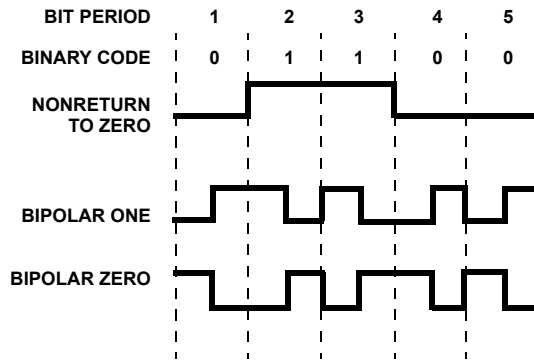 BIT PERIOD 1 2 3 4 5
BINARY CODE 0 1 1 0 0
NONRETURN
TO ZERO
BIPOLAR ONE
BIPOLAR ZERO